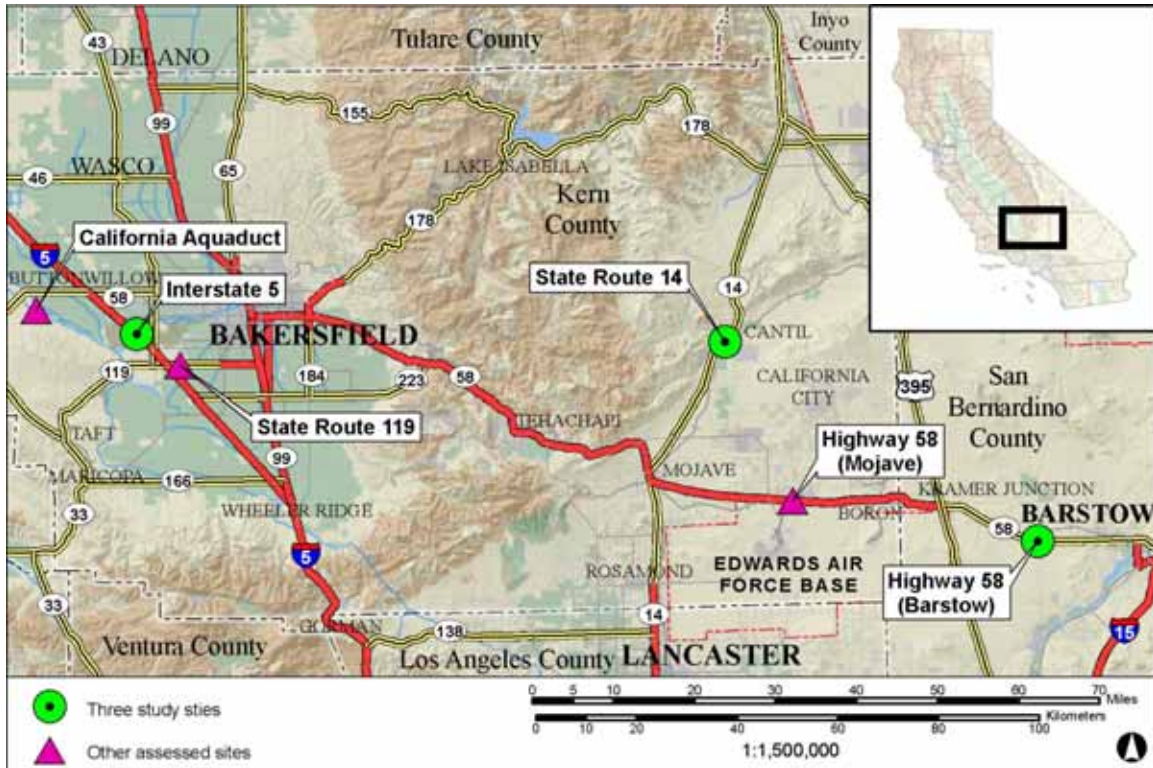 Tulare County
Inyo
County
43
DELANO
99
155
178
WASCO
65
46
LAKE ISABELLA
Kern
County
178
California Aquaduct
5
BUTTONWILLOW
58
Interstate 5
State Route 14
14
CANTIL
BAKERSFIELD
119
184
223
58
395
San
Bernardino
County
CALIFORNIA
CITY
TEHACHAPI
State Route 119
TAFT
Highway 58
(Mojave)
MOJAVE
99
MARICOPA
166
KRAMER JUNCTION
WHEELER RIDGE
BORON
58
BARSTOW
33
5
ROSAMOND
EDWARDS AIR
FORCE BASE
Highway 58
(Barstow)
33
14
GORMAN
138
15
Ventura County
Los Angeles County
LANCASTER
Three study sties
Other assessed sites
0 5 10 20 30 40 50 60 70
Miles
0 10 20 40 60 80 100
Kilometers
1:1,500,000